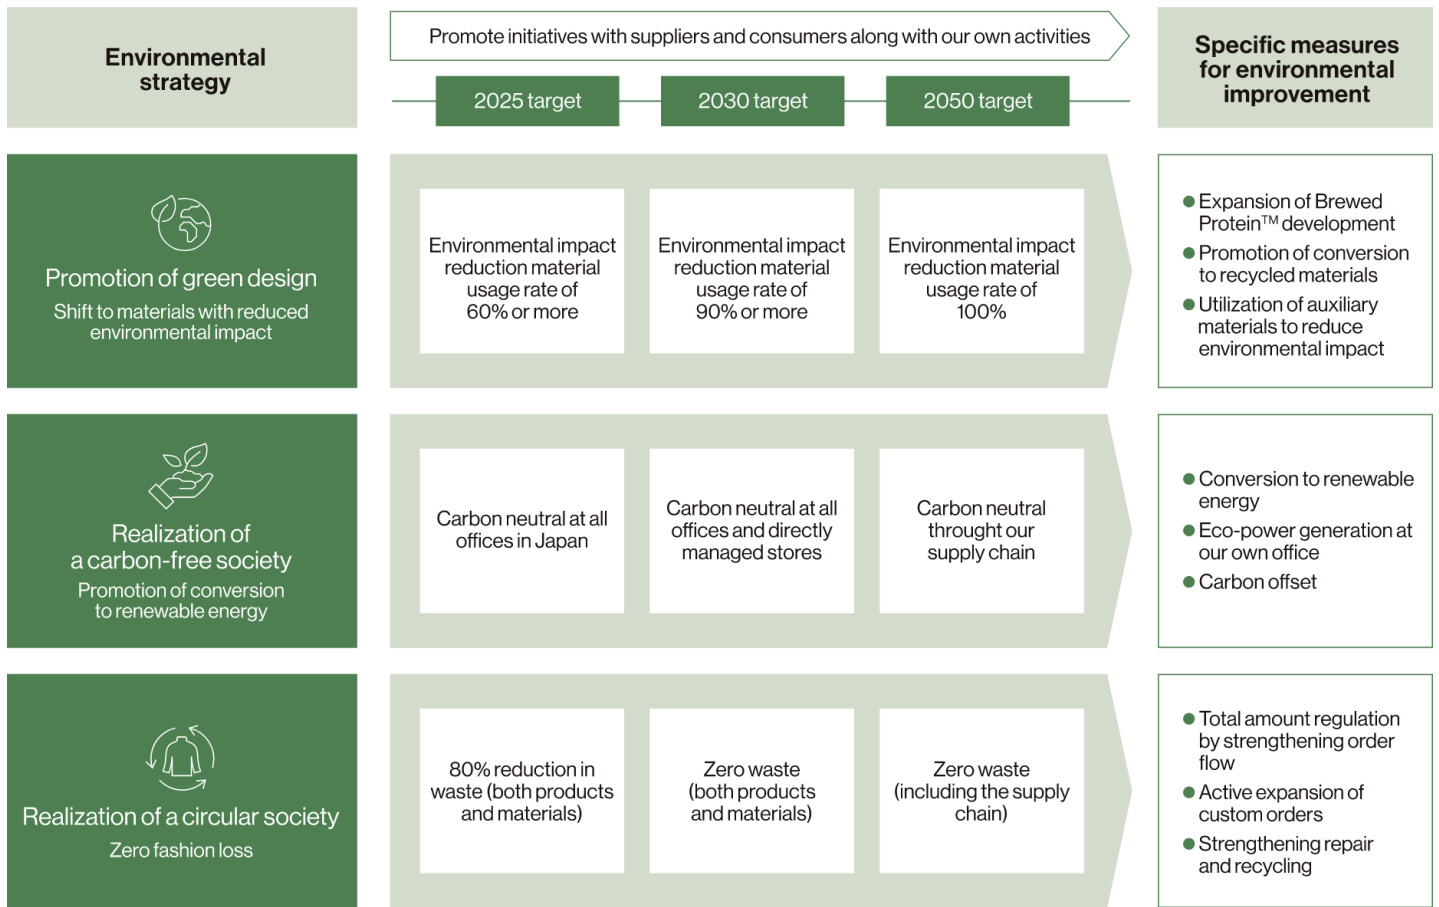 Environmental
strategy
Promote initiatives with suppliers and consumers along with our own activities
2025 target
2030 target
2050 target
Specific measures
for environmental
improvement
Promotion of green design
Shift to materials with reduced
environmental impact
Environmental impact
reduction material
usage rate of
60% or more
Environmental impact
reduction material
usage rate of
90% or more
Environmental impact
reduction material
usage rate of
100%
● Expansion of Brewed
Protein™ development
● Promotion of conversion
to recycled materials
● Utilization of auxiliary
materials to reduce
environmental impact
Realization of
a carbon-free society
Promotion of conversion
to renewable energy
Carbon neutral at all
offices in Japan
Carbon neutral at all
offices and directly
managed stores
Carbon neutral
throught our
supply chain
● Conversion to renewable
energy
● Eco-power generation at
our own office
● Carbon offset
Realization of a circular society
Zero fashion loss
80% reduction in
waste (both products
and materials)
Zero waste
(both products
and materials)
Zero waste
(including the supply
chain)
● Total amount regulation
by strengthening order
flow
● Active expansion of
custom orders
● Strengthening repair
and recycling